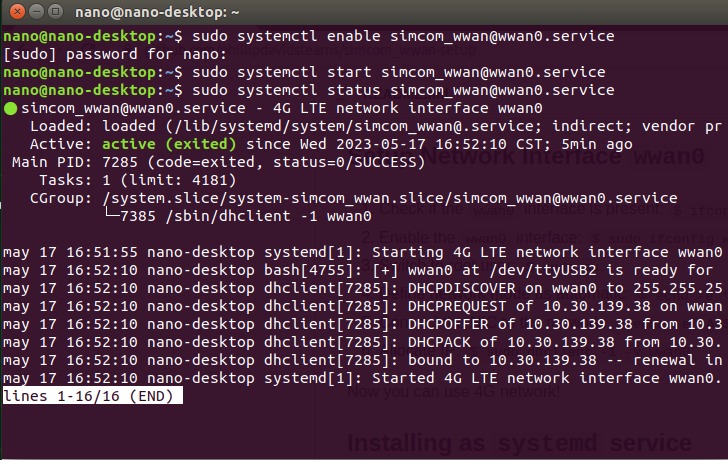 nano@nano-desktop: ~
nano@nano-desktop:~$ sudo systemctl enable simcom_wwan@wwan0.service
[sudo] password for nano:
nano@nano-desktop:~$ sudo systemctl start simcom_wwan@wwan0.service
nano@nano-desktop:~$ sudo systemctl status simcom_wwan@wwan0.service
● simcom_wwan@wwan0.service - 4G LTE network interface wwan0
   Loaded: loaded (/lib/systemd/system/simcom_wwan@.service; indirect; vendor pr
   Active: active (exited) since Wed 2023-05-17 16:52:10 CST; 5min ago
 Main PID: 7285 (code=exited, status=0/SUCCESS)
    Tasks: 1 (limit: 4181)
   CGroup: /system.slice/system-simcom_wwan.slice/simcom_wwan@wwan0.service
           └─7385 /sbin/dhclient -1 wwan0
may 17 16:51:55 nano-desktop systemd[1]: Starting 4G LTE network interface wwan0
may 17 16:52:10 nano-desktop bash[4755]: [+] wwan0 at /dev/ttyUSB2 is ready for
may 17 16:52:10 nano-desktop dhclient[7285]: DHCPDISCOVER on wwan0 to 255.255.25
may 17 16:52:10 nano-desktop dhclient[7285]: DHCPREQUEST of 10.30.139.38 on wwan
may 17 16:52:10 nano-desktop dhclient[7285]: DHCPOFFER of 10.30.139.38 from 10.3
may 17 16:52:10 nano-desktop dhclient[7285]: DHCPACK of 10.30.139.38 from 10.30.
may 17 16:52:10 nano-desktop dhclient[7285]: bound to 10.30.139.38 -- renewal in
may 17 16:52:10 nano-desktop systemd[1]: Started 4G LTE network interface wwan0.
lines 1-16/16 (END)
Now you can use 4G network!
Installing as systemd service